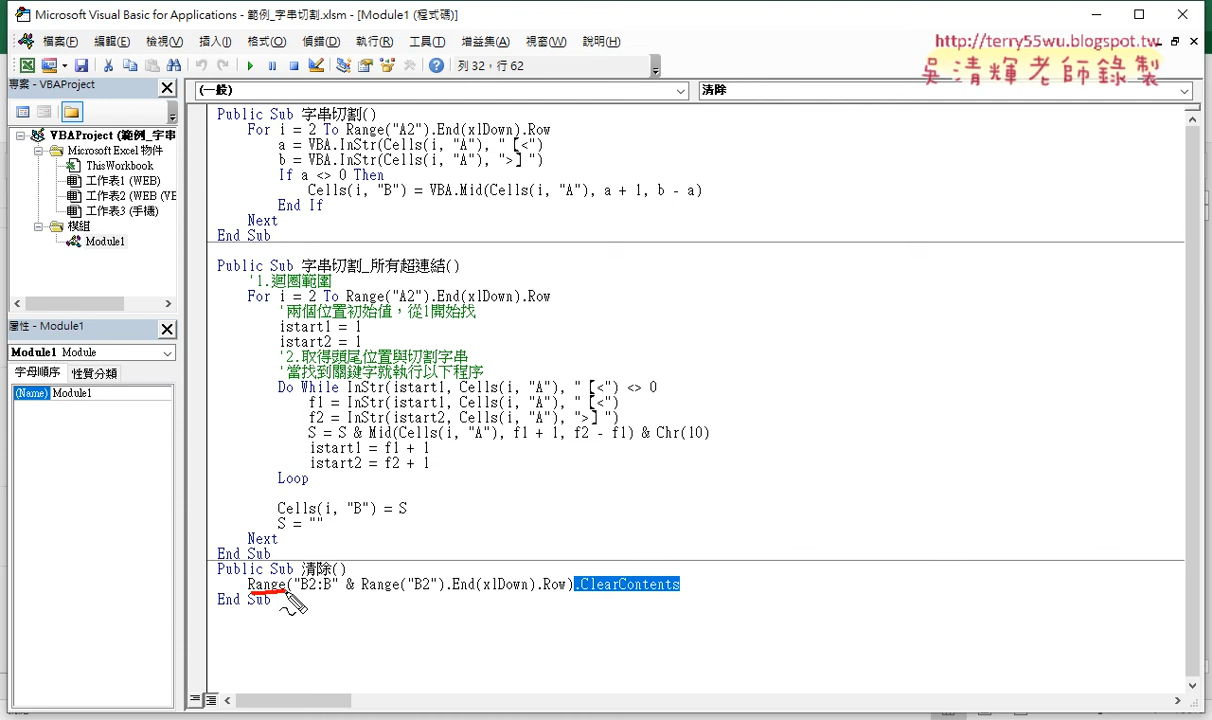 Microsoft Visual Basic for Applications - 範例_字串切割.xlsm - [Module1 (程式碼)]
檔案(F) 編輯(E) 檢視(V) 插入(I) 格式(O) 偵錯(D) 執行(R) 工具(T) 增益集(A) 視窗(W) 說明(H)
http://terry55wu.blogspot.tw
吳清輝老師錄製
列 32，行 62
專案 - VBAProject
(一般)
清除
VBAProject (範例_字串
Microsoft Excel 物件
ThisWorkbook
工作表1 (WEB)
工作表2 (WEB (VE
工作表3 (手機)
模組
Module1
屬性 - Module1
Module1 Module
字母順序 性質分類
(Name) Module1
Public Sub 字串切割()
For i = 2 To Range("A2").End(xlDown).Row
a = VBA.InStr(Cells(i, "A"), "【<")
b = VBA.InStr(Cells(i, "A"), ">】")
If a <> 0 Then
Cells(i, "B") = VBA.Mid(Cells(i, "A"), a + 1, b - a)
End If
Next
End Sub
Public Sub 字串切割_所有超連結()
'1.迴圈範圍
For i = 2 To Range("A2").End(xlDown).Row
'兩個位置初始值，從1開始找
istart1 = 1
istart2 = 1
'2.取得頭尾位置與切割字串
'當找到關鍵字就執行以下程序
Do While InStr(istart1, Cells(i, "A"), "【<") <> 0
f1 = InStr(istart1, Cells(i, "A"), "【<")
f2 = InStr(istart2, Cells(i, "A"), ">】")
S = S & Mid(Cells(i, "A"), f1 + 1, f2 - f1) & Chr(10)
istart1 = f1 + 1
istart2 = f2 + 1
Loop
Cells(i, "B") = S
S = ""
Next
End Sub
Public Sub 清除()
Range("B2:B" & Range("B2").End(xlDown).Row).ClearContents
End Sub